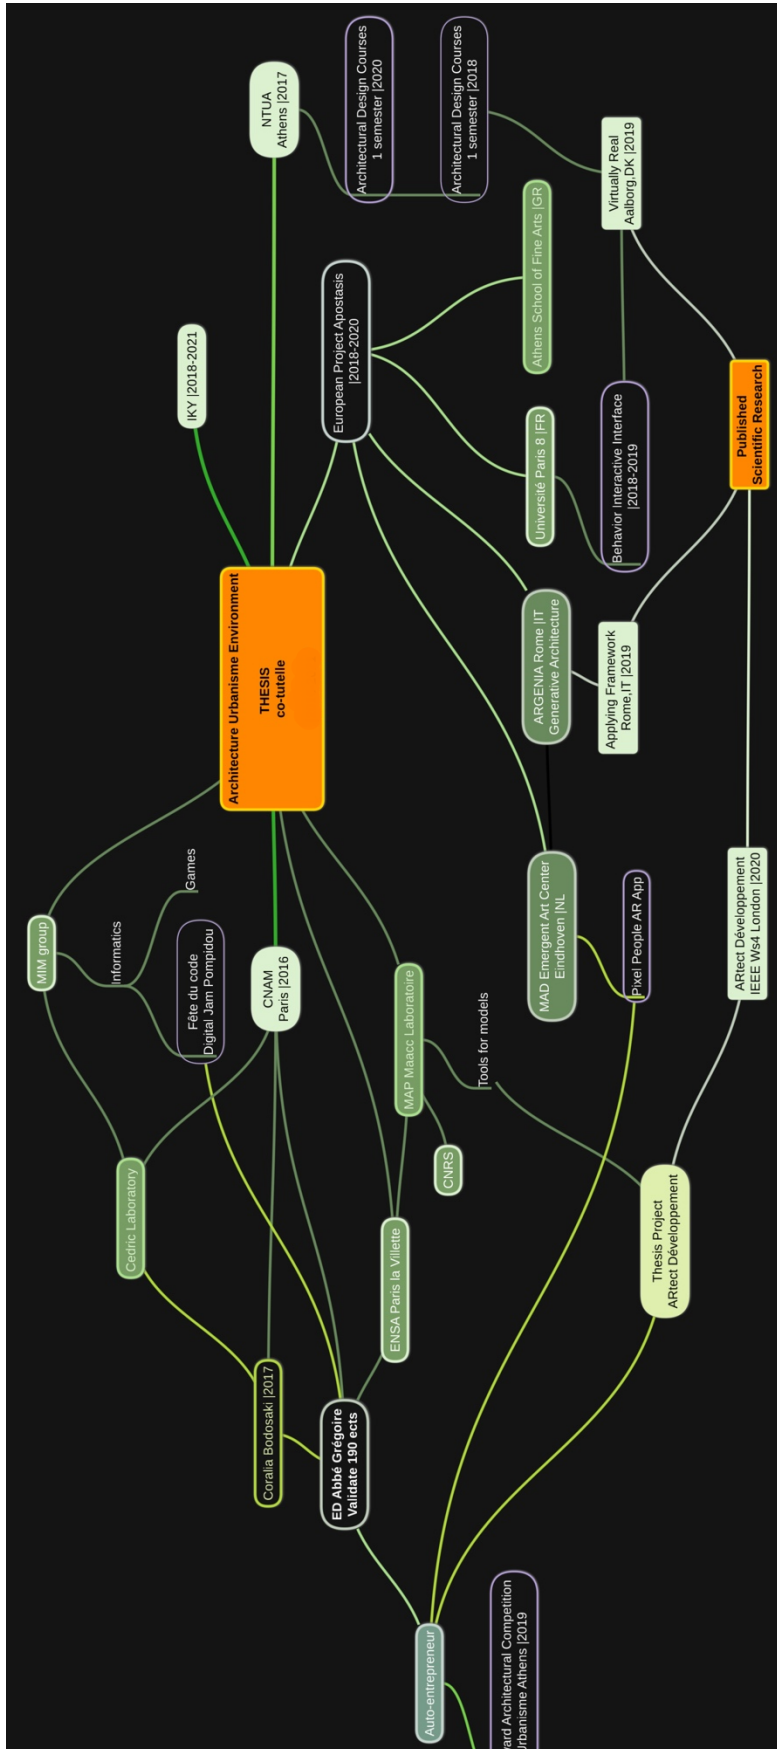 MIM group
Informatics
Games
Fête du code
Digital Jam Pompidou
Cedric Laboratory
IKY |2018-2021
Architecture Urbanisme Environment
THESIS
co-tutelle
NTUA
Athens |2017
CNAM
Paris |2016
Coralia Bodosaki |2017
ED Abbé Grégoire
Validate 190 ects
European Project Apostasis
|2018-2020
Architectural Design Courses
1 semester |2020
ENSA Paris la Villette
MAP Maacc Laboratoire
CNRS
Auto-entrepreneur
Architectural Design Courses
1 semester |2018
Tools for models
Architectural Competition
Athens |2019
MAD Emergent Art Center
Eindhoven |NL
ARGENIA Rome |IT
Generative Architecture
Université Paris 8 |FR
Athens School of Fine Arts |GR
Pixel People AR App
Applying Framework
Rome,IT |2019
Behavior Interactive Interface
|2018-2019
Virtually Real
Aalborg,DK |2019
Thesis Project
ARtect Développement
ARtect Développement
IEEE Ws4 London |2020
Published
Scientific Research